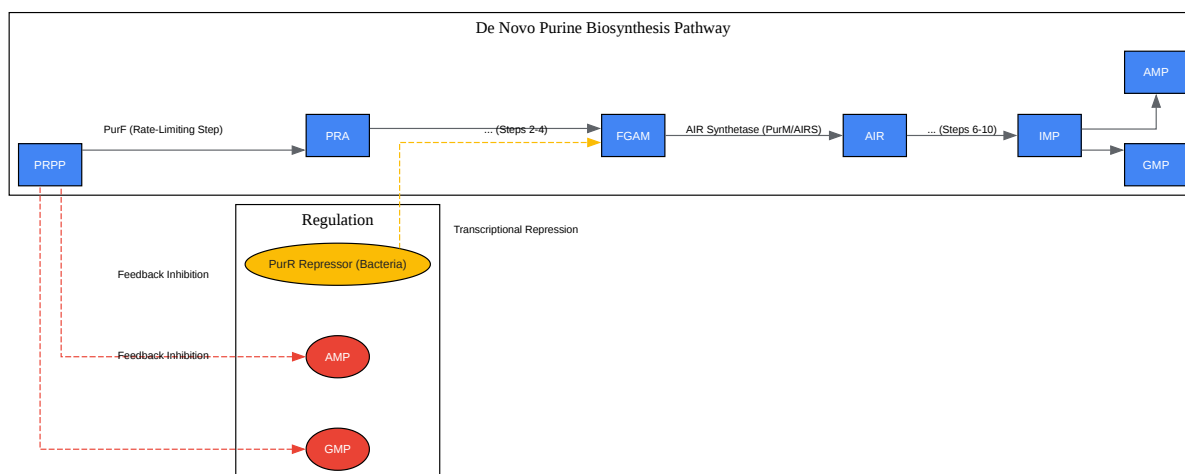 De Novo Purine Biosynthesis Pathway
AMP
PurF (Rate-Limiting Step)
PRA
... (Steps 2-4)
FGAM
AIR Synthetase (PurM/AIRS)
AIR
... (Steps 6-10)
IMP
PRPP
GMP
Regulation
Transcriptional Repression
PurR Repressor (Bacteria)
Feedback Inhibition
Feedback Inhibition
AMP
GMP